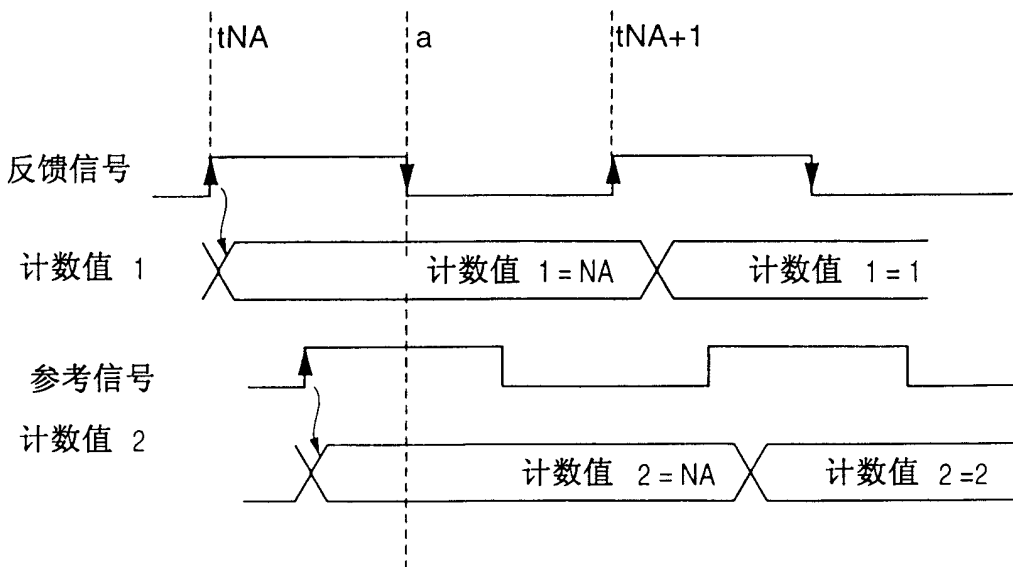 tNA a tNA+1
反馈信号
计数值 1 计数值 1=NA 计数值 1=1
参考信号
计数值 2
计数值 2=NA 计数值 2=2